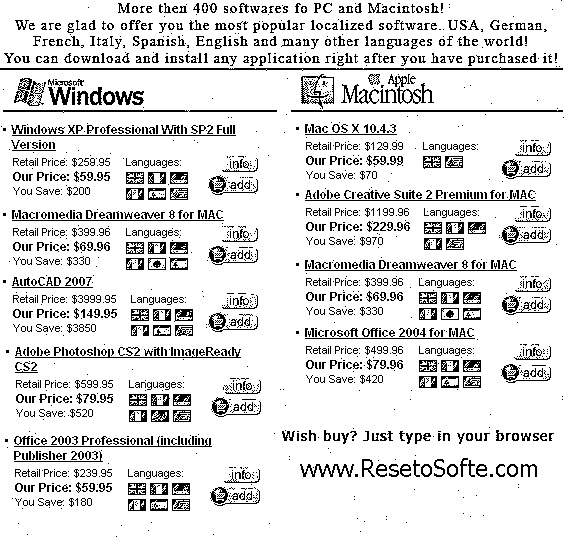 More then 400 softwares fo PC and Macintosh!
We are glad to offer you the most popular localized software. USA, German,
French, Italy, Spanish, English and many other languages of the world!
You can download and install any application right after you have purchased it!
Microsoft
Windows
• Windows XP Professional With SP2 Full
Version
Retail Price: $259.95 Languages:
Our Price: $59.95
You Save: $200
info
add
• Macromedia Dreamweaver 8 for MAC
Retail Price: $399.96 Languages:
Our Price: $69.96
You Save: $330
info
add
• AutoCAD 2007
Retail Price: $3999.95 Languages:
Our Price: $149.95
You Save: $3850
info
add
• Adobe Photoshop CS2 with ImageReady
CS2
Retail Price: $599.95 Languages:
Our Price: $79.95
You Save: $520
info
add
• Office 2003 Professional (including
Publisher 2003)
Retail Price: $239.95 Languages:
Our Price: $59.95
You Save: $180
info
add
Apple
Macintosh
• Mac OS X 10.4.3
Retail Price: $129.99 Languages:
Our Price: $59.99
You Save: $70
info
add
• Adobe Creative Suite 2 Premium for MAC
Retail Price: $1199.96 Languages:
Our Price: $229.96
You Save: $970
info
add
• Macromedia Dreamweaver 8 for MAC
Retail Price: $399.96 Languages:
Our Price: $69.96
You Save: $330
info
add
• Microsoft Office 2004 for MAC
Retail Price: $499.96 Languages:
Our Price: $79.96
You Save: $420
info
add
Wish buy? Just type in your browser
www.ResetoSofte.com